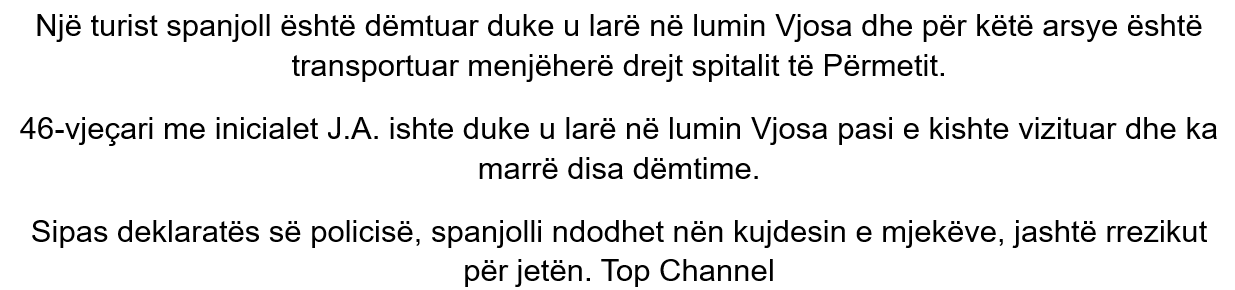 Një turist spanjoll është dëmtuar duke u larë në lumin Vjosa dhe për këtë arsye është
transportuar menjëherë drejt spitalit të Përmetit.
46-vjeçari me inicialet J.A. ishte duke u larë në lumin Vjosa pasi e kishte vizituar dhe ka
marrë disa dëmtime.
Sipas deklaratës së policisë, spanjolli ndodhet nën kujdesin e mjekëve, jashtë rrezikut
për jetën. Top Channel